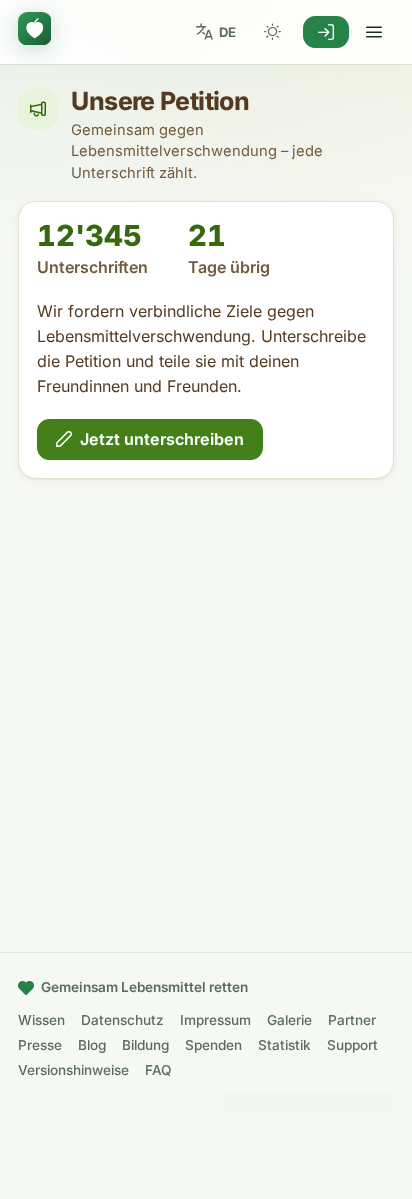 DE
Unsere Petition
Gemeinsam gegen
Lebensmittelverschwendung – jede
Unterschrift zählt.
12'345 21
Unterschriften Tage übrig
Wir fordern verbindliche Ziele gegen
Lebensmittelverschwendung. Unterschreibe
die Petition und teile sie mit deinen
Freundinnen und Freunden.
Jetzt unterschreiben
Gemeinsam Lebensmittel retten
Wissen Datenschutz Impressum Galerie Partner
Presse Blog Bildung Spenden Statistik Support
Versionshinweise FAQ